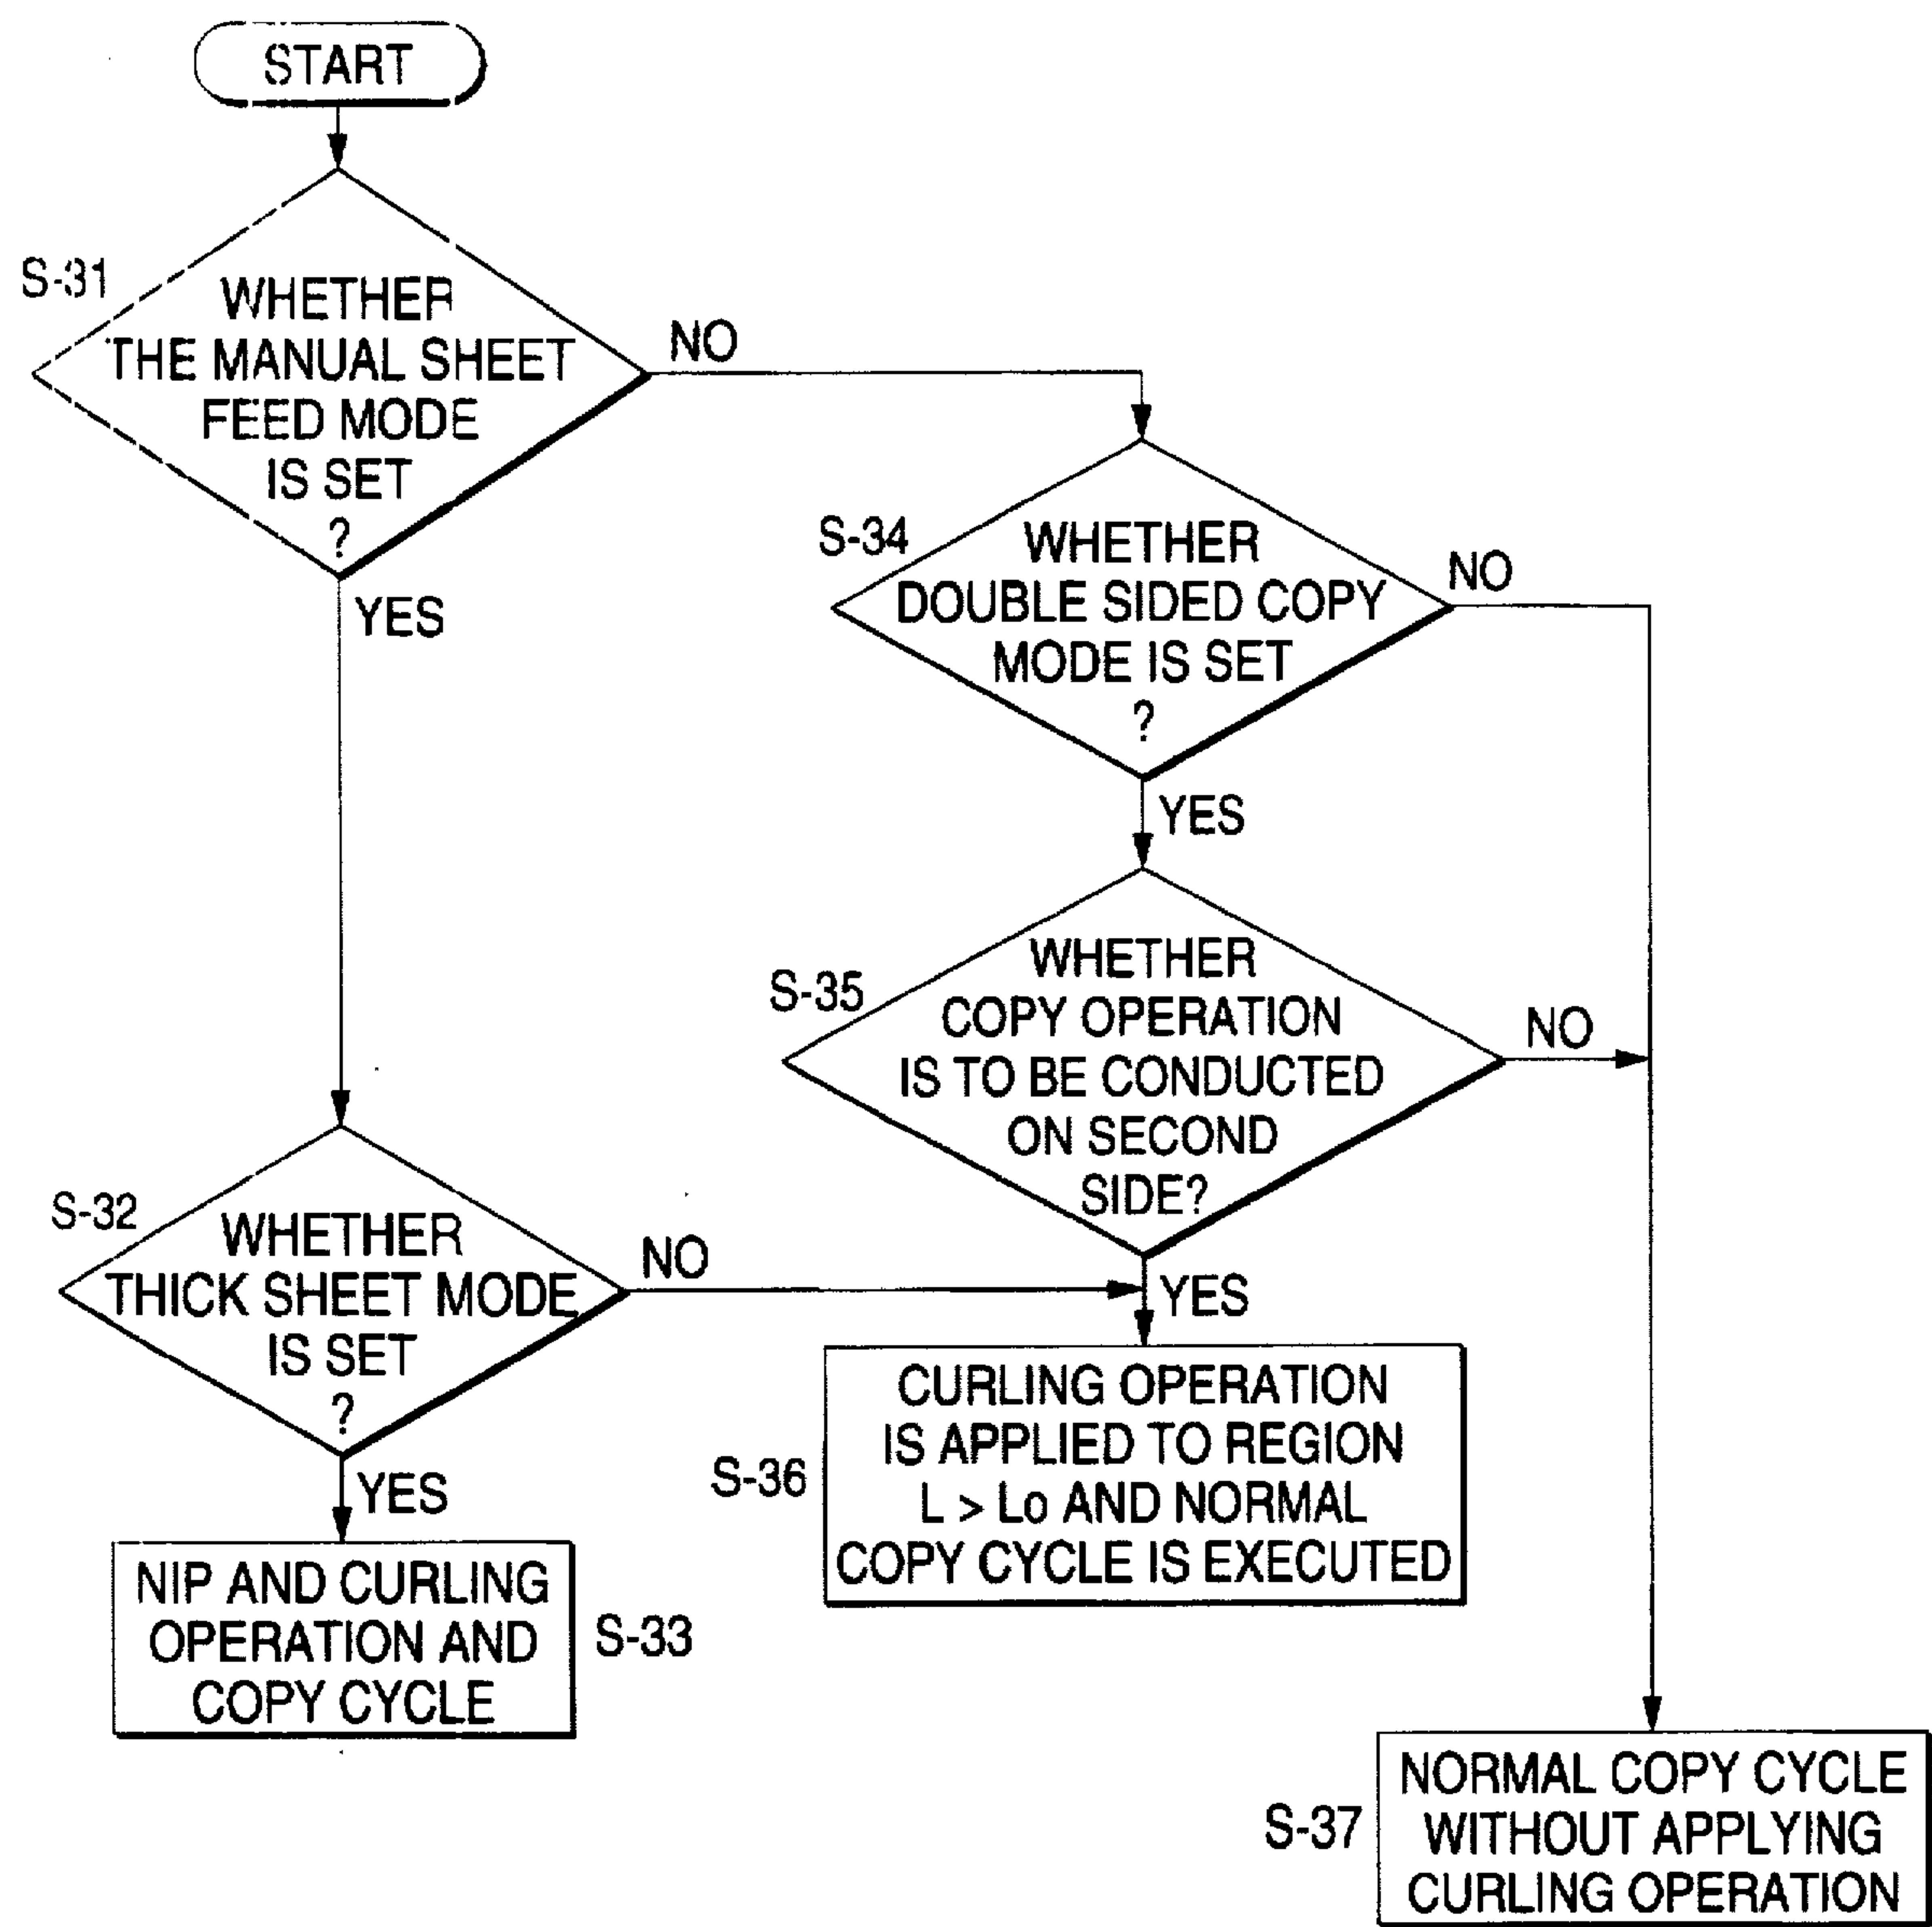 START
S-31
WHETHER
THE MANUAL SHEET
FEED MODE
IS SET
?
NO
YES
S-34
WHETHER
DOUBLE SIDED COPY
MODE IS SET
?
NO
YES
S-35
WHETHER
COPY OPERATION
IS TO BE CONDUCTED
ON SECOND
SIDE?
NO
YES
S-32
WHETHER
THICK SHEET MODE
IS SET
?
NO
YES
S-36
CURLING OPERATION
IS APPLIED TO REGION
L > Lo AND NORMAL
COPY CYCLE IS EXECUTED
NIP AND CURLING
OPERATION AND
COPY CYCLE
S-33
S-37
NORMAL COPY CYCLE
WITHOUT APPLYING
CURLING OPERATION